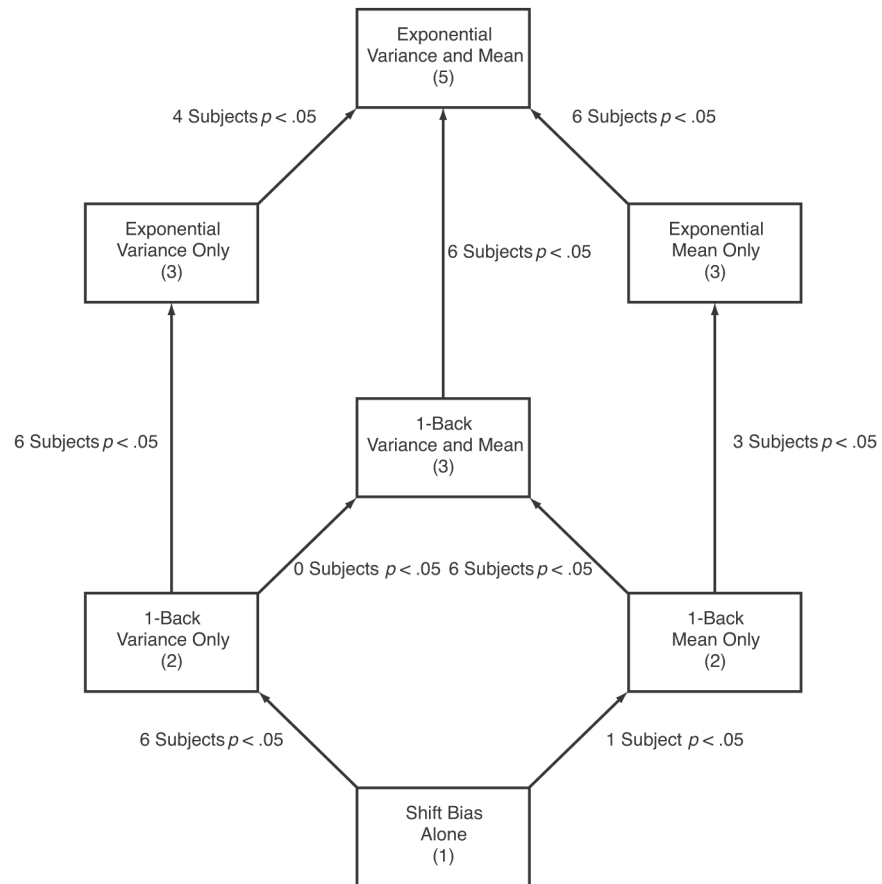 Exponential
Variance and Mean
(5)
4 Subjects p < .05
6 Subjects p < .05
Exponential
Variance Only
(3)
6 Subjects p < .05
Exponential
Mean Only
(3)
6 Subjects p < .05
1-Back
Variance and Mean
(3)
3 Subjects p < .05
0 Subjects p < .05
6 Subjects p < .05
1-Back
Variance Only
(2)
1-Back
Mean Only
(2)
6 Subjects p < .05
1 Subject p < .05
Shift Bias
Alone
(1)